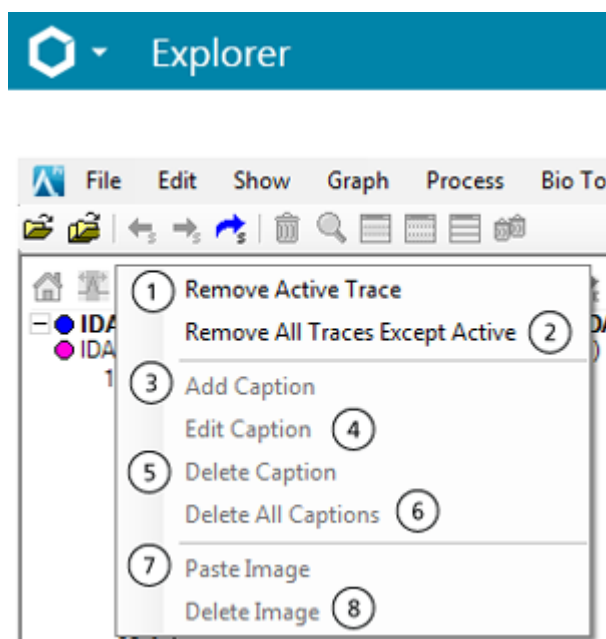 Explorer
File Edit Show Graph Process Bio To
1 Remove Active Trace
Remove All Traces Except Active 2
3 Add Caption
Edit Caption 4
5 Delete Caption
Delete All Captions 6
7 Paste Image
Delete Image 8
IDA
IDA
1